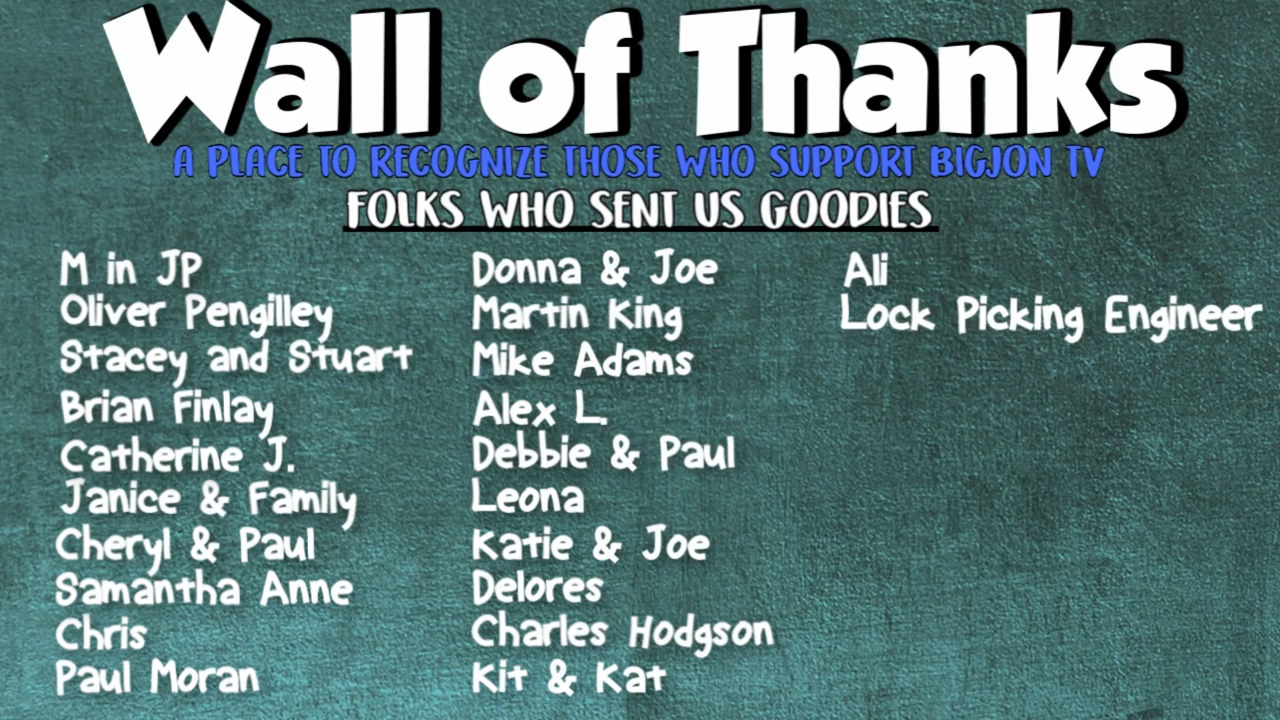 Wall of Thanks
A PLACE TO RECOGNIZE THOSE WHO SUPPORT BIGJON TV
FOLKS WHO SENT US GOODIES
M in JP
Oliver Pengilley
Stacey and Stuart
Brian Finlay
Catherine J.
Janice & Family
Cheryl & Paul
Samantha Anne
Chris
Paul Moran
Donna & Joe
Martin King
Mike Adams
Alex L.
Debbie & Paul
Leona
Katie & Joe
Delores
Charles Hodgson
Kit & Kat
Ali
Lock Picking Engineer